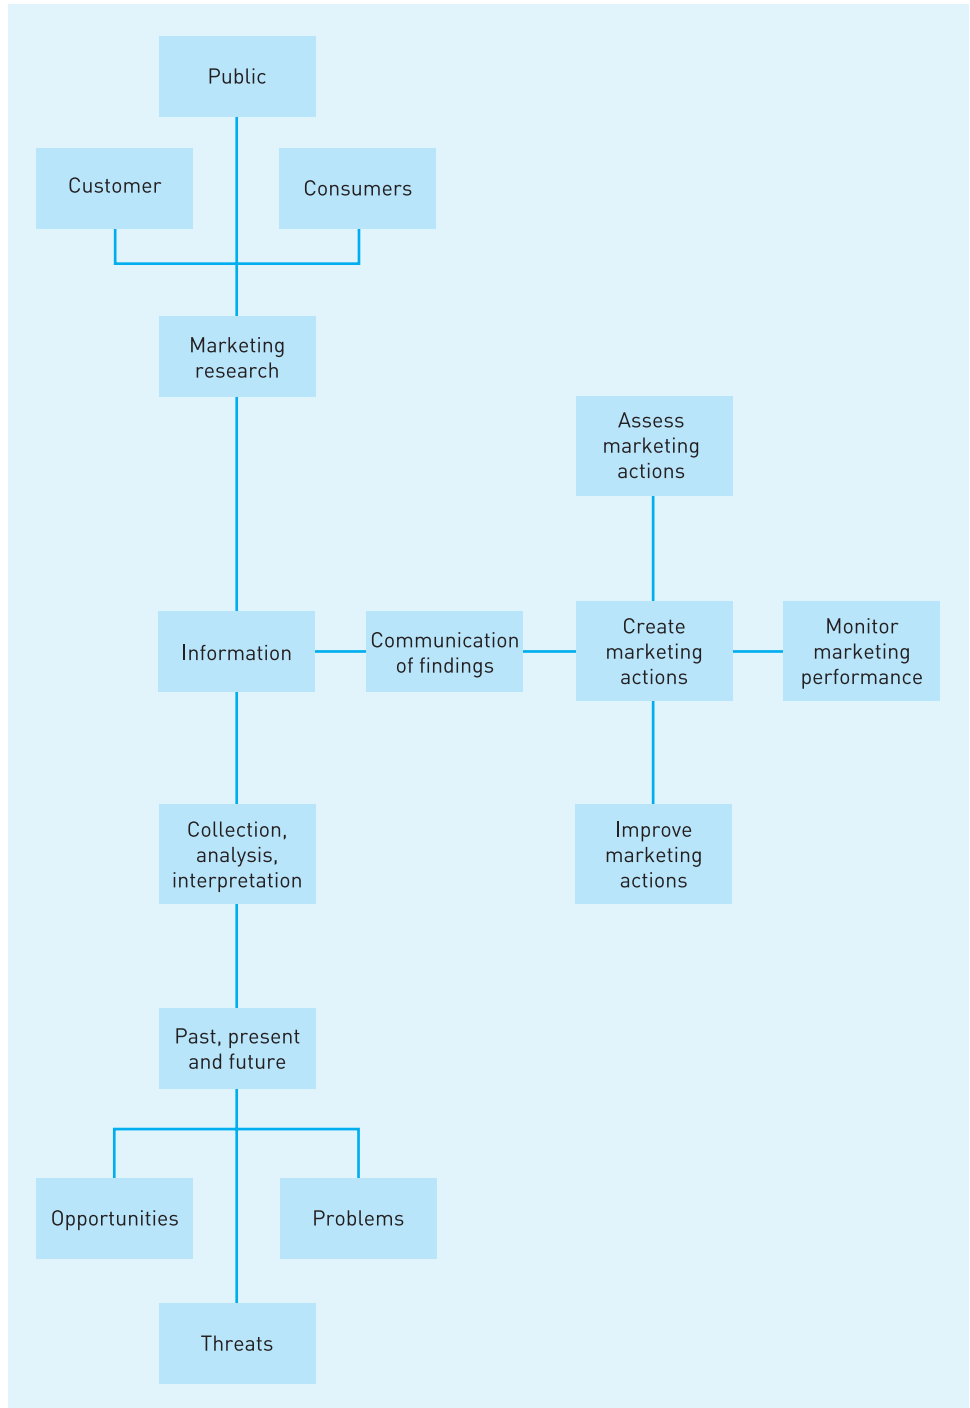 Public
Customer
Consumers
Marketing
research
Assess
marketing
actions
Information
Communication
of findings
Create
marketing
actions
Monitor
marketing
performance
Collection,
analysis,
interpretation
Improve
marketing
actions
Past, present
and future
Opportunities
Problems
Threats